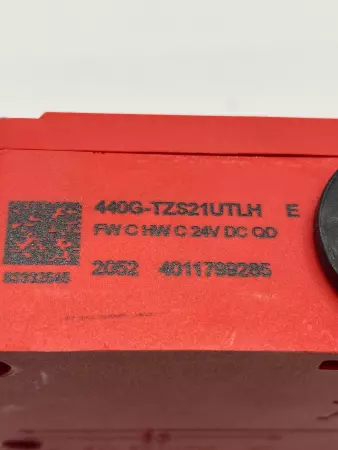 440G-TZS21UTLH E
FW C HW C 24V DC QD
2052 4011799285